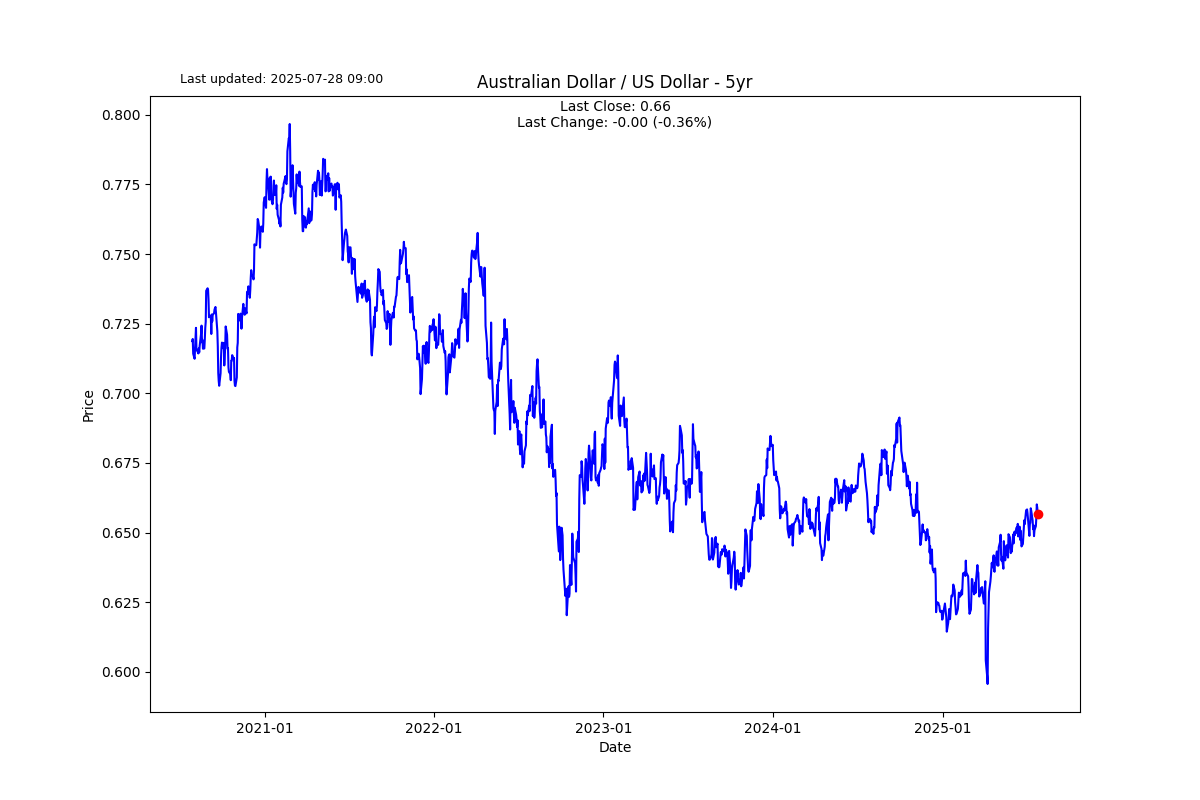 Last updated: 2025-07-28 09:00
Australian Dollar / US Dollar - 5yr
Last Close: 0.66
Last Change: -0.00 (-0.36%)
Price
0.800
0.775
0.750
0.725
0.700
0.675
0.650
0.625
0.600
2021-01
2022-01
2023-01
2024-01
2025-01
Date